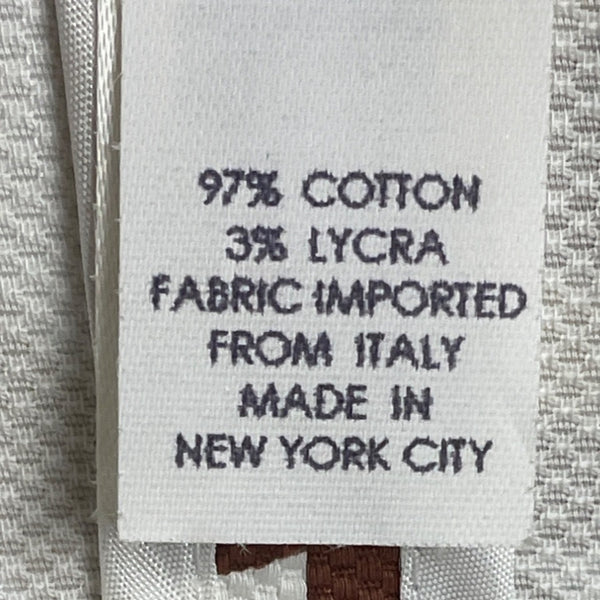 97% COTTON
3% LYCRA
FABRIC IMPORTED
FROM ITALY
MADE IN
NEW YORK CITY